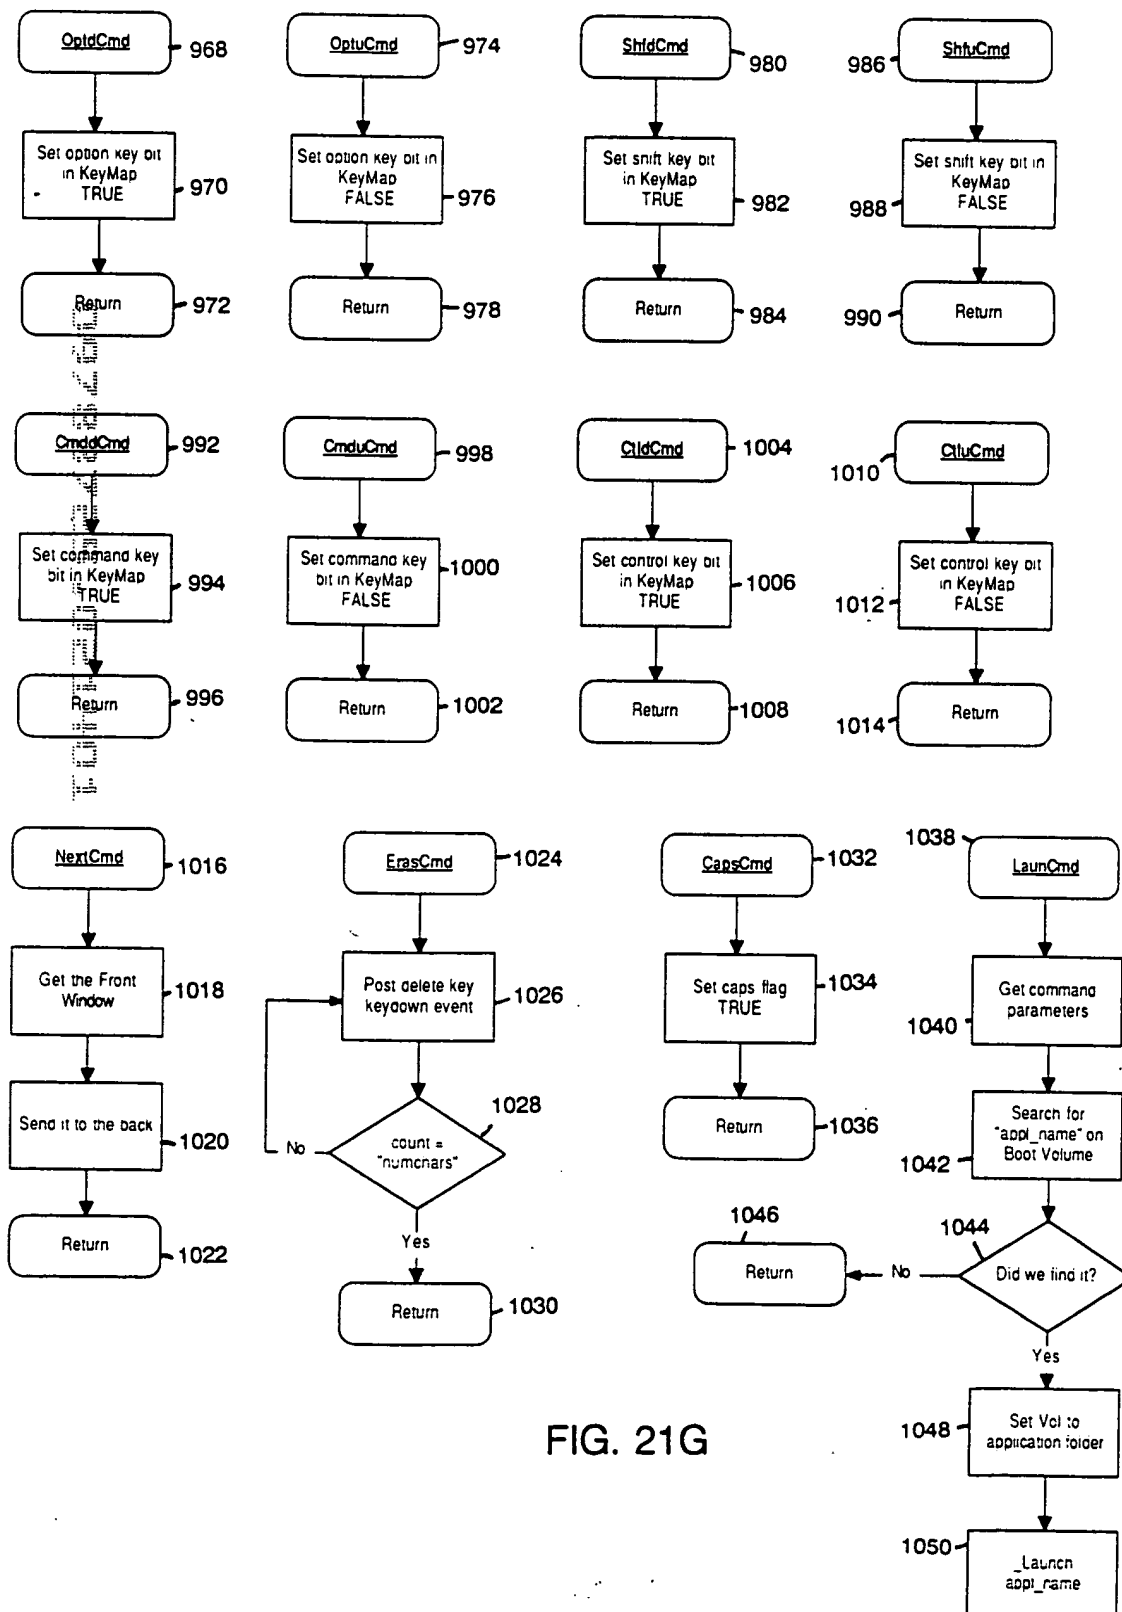 OptdCmd
968
Set option key bit
in KeyMap
TRUE
970
Return
972
OptuCmd
974
Set option key bit in
KeyMap
FALSE
976
Return
978
ShfdCmd
980
Set shift key bit
in KeyMap
TRUE
982
Return
984
ShfuCmd
986
Set shift key bit in
KeyMap
FALSE
988
Return
990
CmddCmd
992
Set command key
bit in KeyMap
TRUE
994
Return
996
CmduCmd
998
Set command key
bit in KeyMap
FALSE
1000
Return
1002
CtldCmd
1004
Set control key bit
in KeyMap
TRUE
1006
Return
1008
CtluCmd
1010
Set control key bit
in KeyMap
FALSE
1012
Return
1014
NextCmd
1016
Get the Front
Window
1018
Send it to the back
1020
Return
1022
ErasCmd
1024
Post delete key
keydown event
1026
count =
"numchars"
1028
No
Yes
Return
1030
CapsCmd
1032
Set caps flag
TRUE
1034
Return
1036
LaunCmd
1038
Get command
parameters
1040
Search for
"appl_name" on
Boot Volume
1042
Did we find it?
1044
No
Return
1046
Yes
Set Vol to
application folder
1048
_Launch
appl_name
1050
FIG. 21G